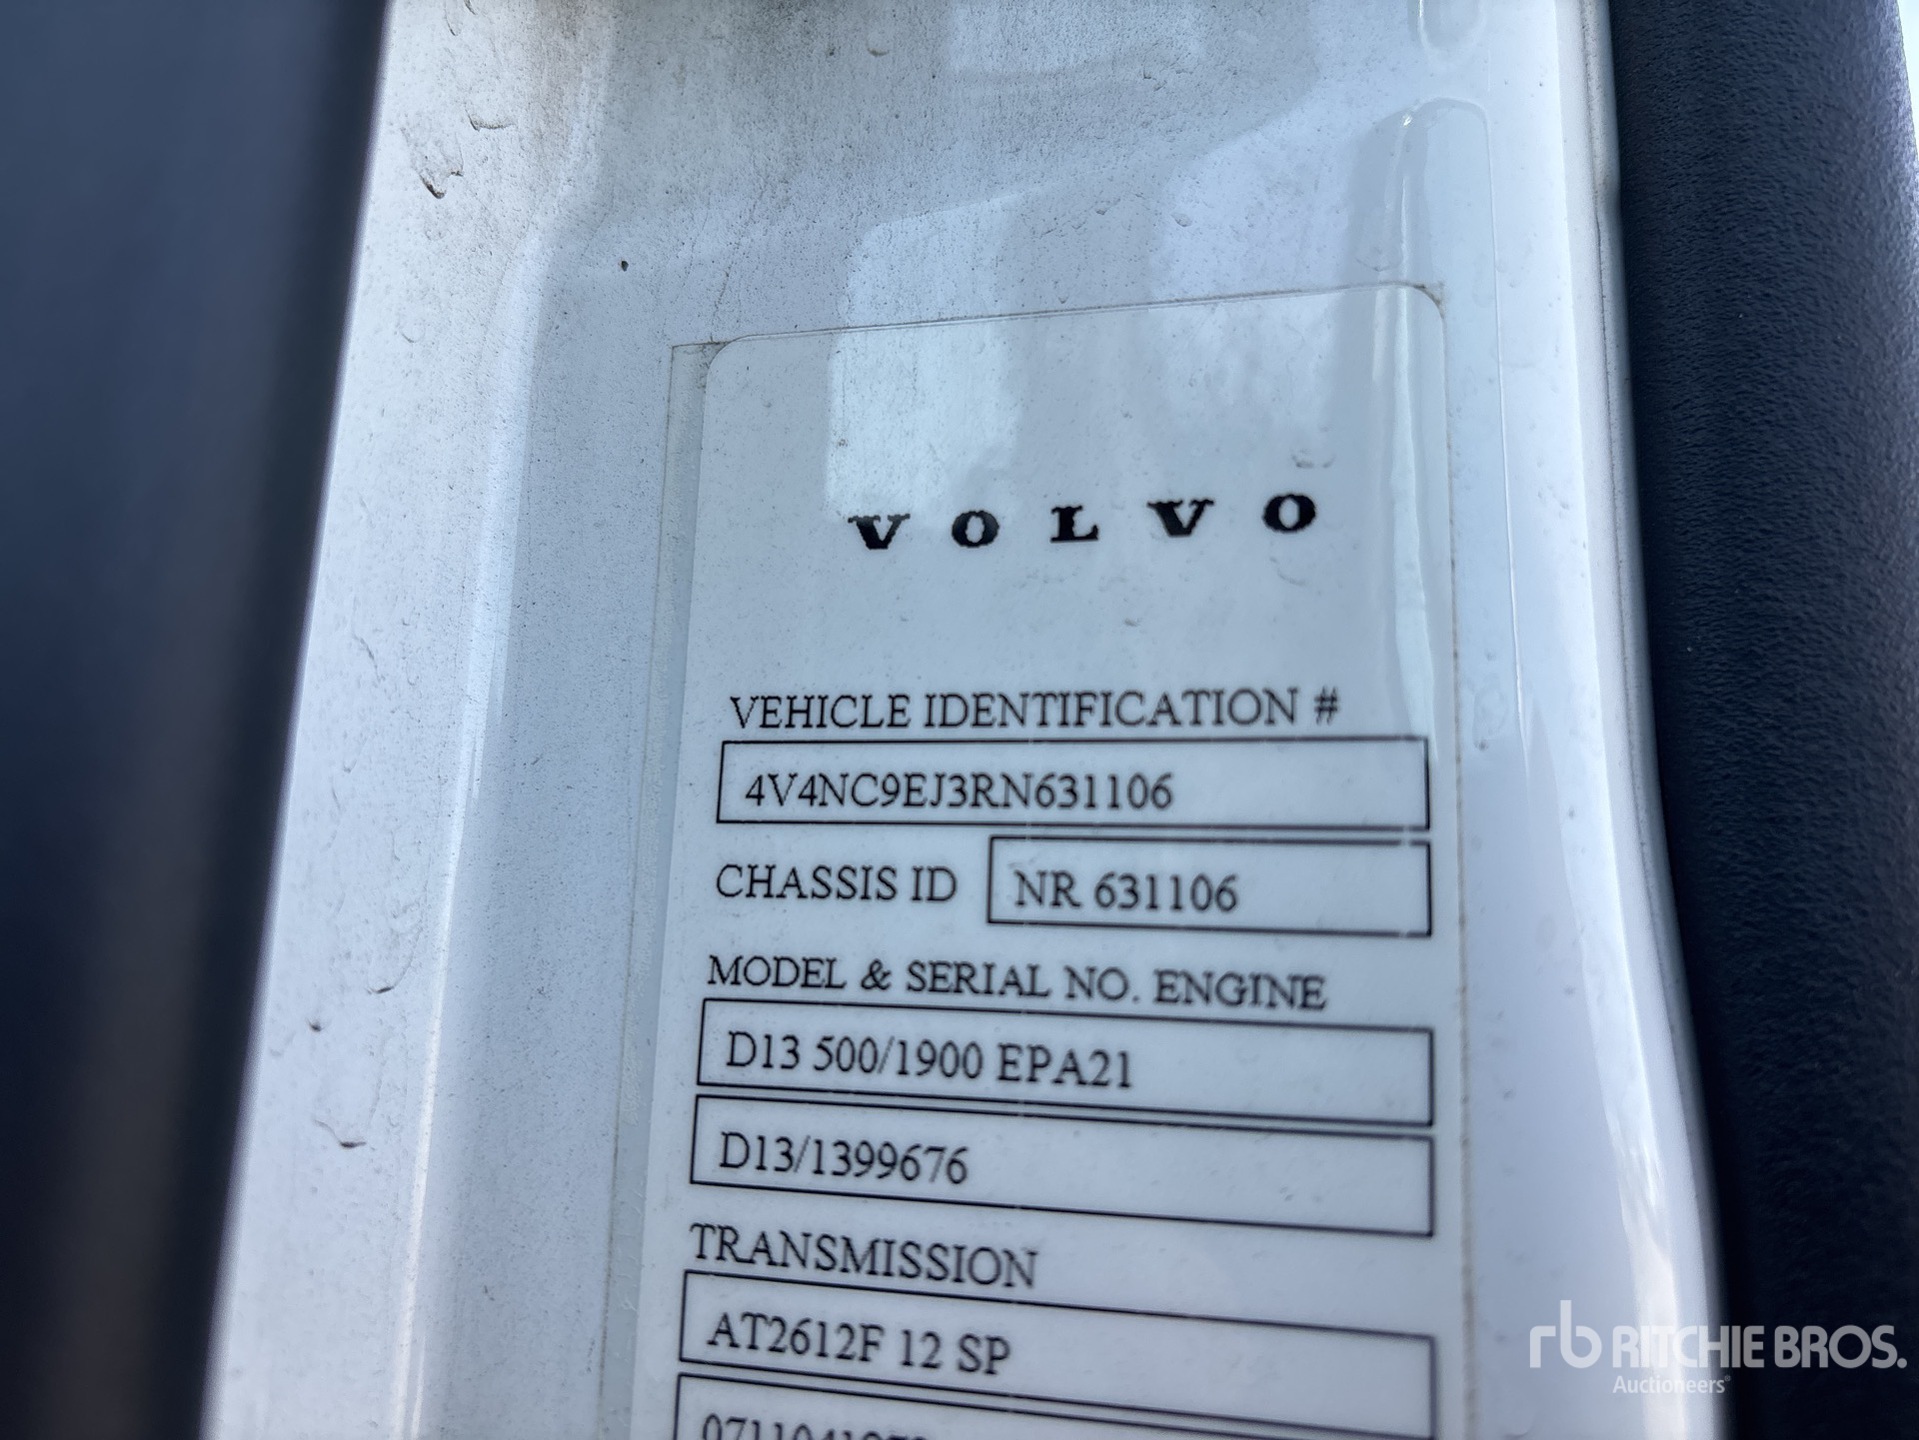 VOLVO
VEHICLE IDENTIFICATION #
4V4NC9EJ3RN631106
CHASSIS ID NR 631106
MODEL & SERIAL NO. ENGINE
D13 500/1900 EPA21
D13/1399676
TRANSMISSION
AT2612F 12 SP
rb RITCHIE BROS.
Auctioneers®